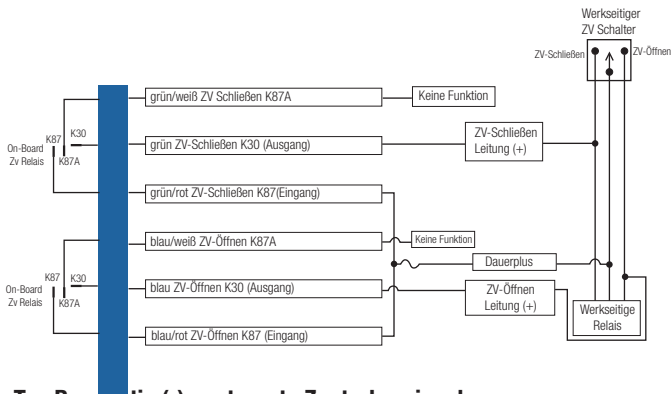 Werkseitiger
ZV Schalter
ZV-Schließen
ZV-Öffnen
grün/weiß ZV Schließen K87A
Keine Funktion
K87
K30
K87A
On-Board
Zv Relais
grün ZV-Schließen K30 (Ausgang)
ZV-Schließen
Leitung (+)
grün/rot ZV-Schließen K87(Eingang)
blau/weiß ZV-Öffnen K87A
Keine Funktion
Dauerplus
K87
K30
K87A
On-Board
Zv Relais
blau ZV-Öffnen K30 (Ausgang)
ZV-Öffnen
Leitung (+)
Werkseitige
Relais
blau/rot ZV-Öffnen K87 (Eingang)